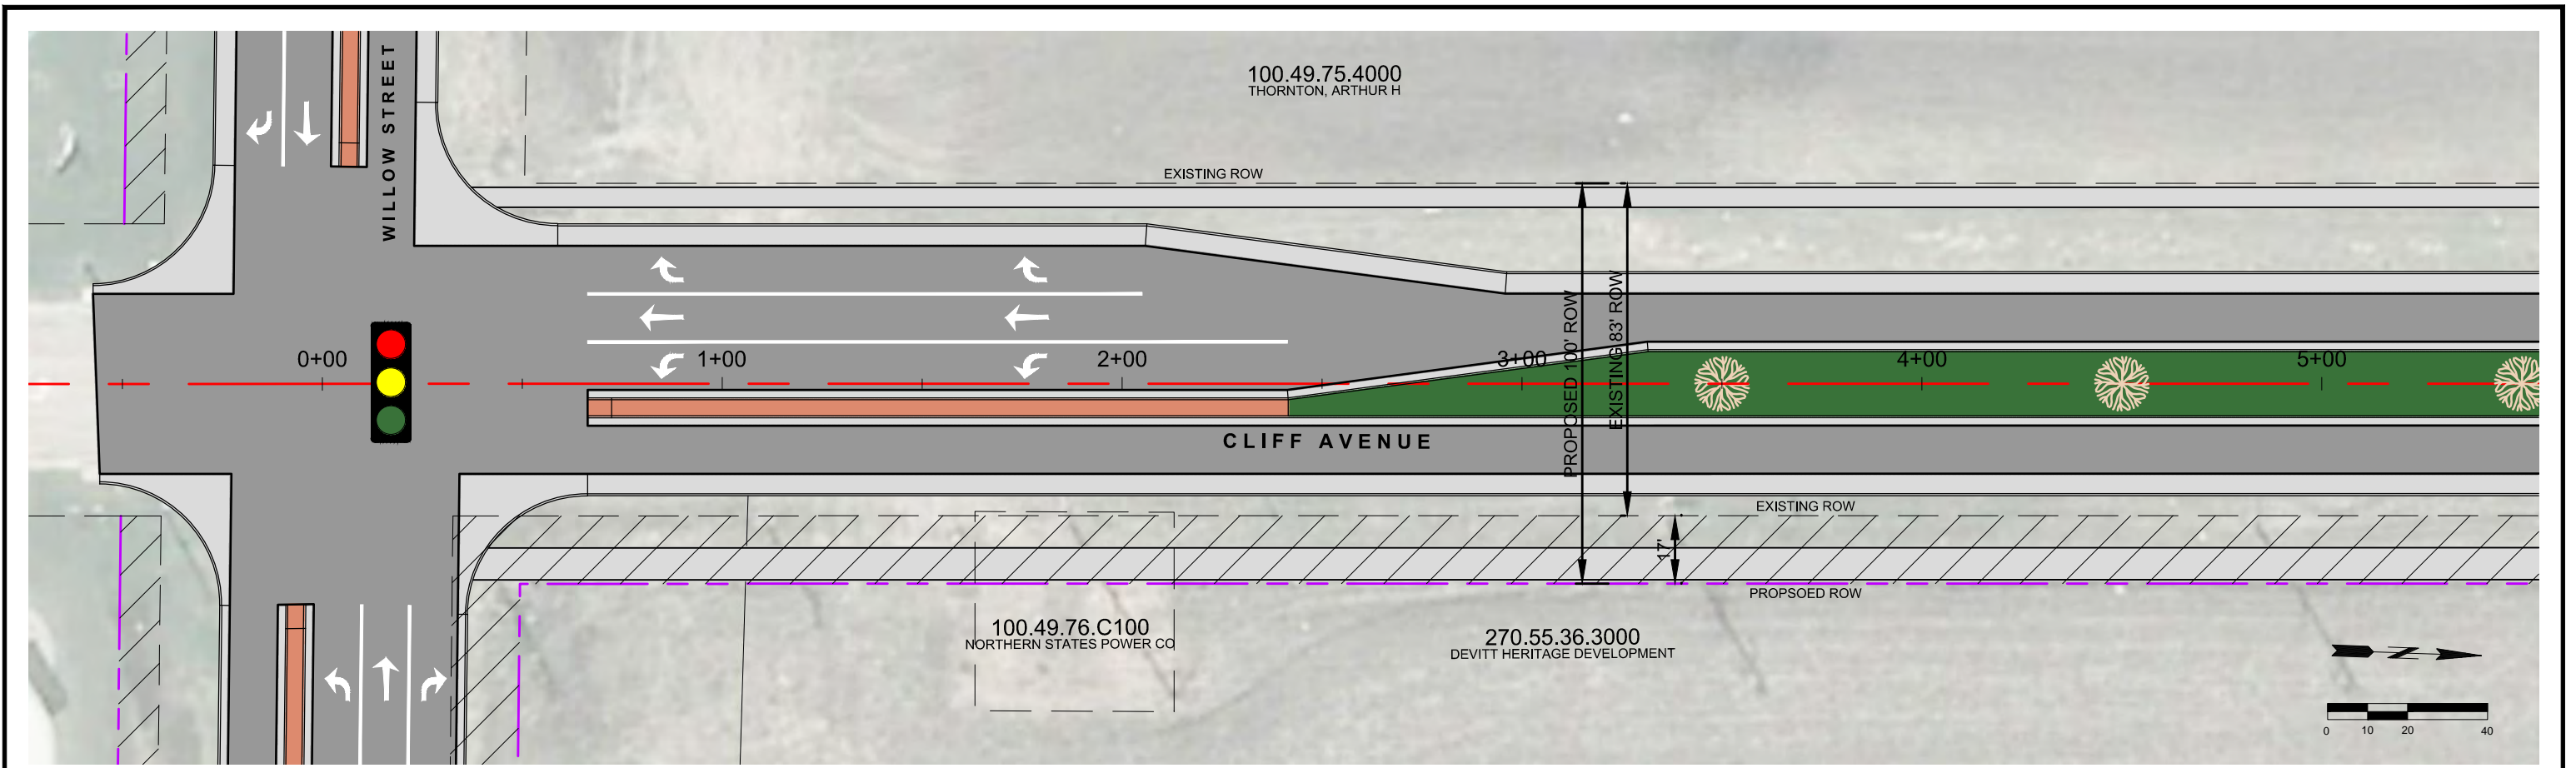 WILLOW STREET
100.49.75.4000
THORNTON, ARTHUR H
EXISTING ROW
PROPOSED 100' ROW
EXISTING 83' ROW
0+00
1+00
2+00
3+00
4+00
5+00
CLIFF AVENUE
EXISTING ROW
17'
PROPSOED ROW
100.49.76.C100
NORTHERN STATES POWER CO
270.55.36.3000
DEVITT HERITAGE DEVELOPMENT
Z
0 10 20 40